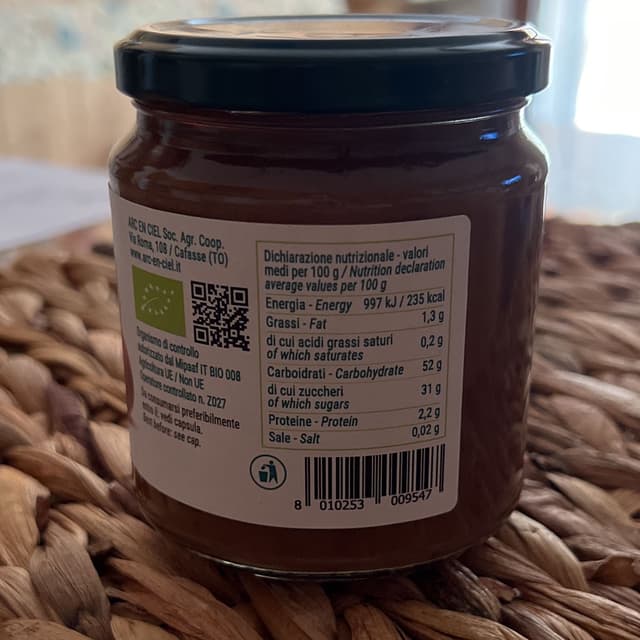 ARC EN CIEL Soc. Agr. Coop.
Via Roma, 108 / Cafasse (TO)
www.arc-en-ciel.it
Organismo di controllo
autorizzato dal Mipaaf IT BIO 008
Agricoltura UE / Non UE
Operatore controllato n. Z027
Da consumarsi preferibilmente
entro il: vedi capsula.
Best before: see cap.
Dichiarazione nutrizionale - valori
medi per 100 g / Nutrition declaration
average values per 100 g
Energia - Energy 997 kJ / 235 kcal
Grassi - Fat 1,3 g
di cui acidi grassi saturi
of which saturates 0,2 g
Carboidrati - Carbohydrate 52 g
di cui zuccheri
of which sugars 31 g
Proteine - Protein 2,2 g
Sale - Salt 0,02 g
8 010253 009547